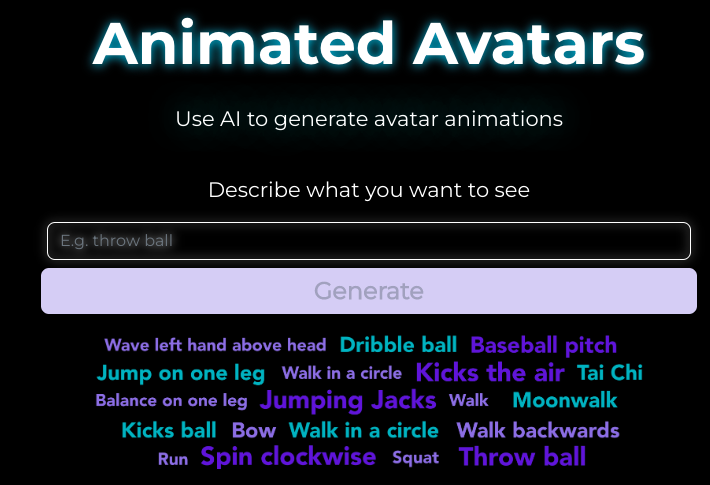 Animated Avatars
Use AI to generate avatar animations
Describe what you want to see
E.g. throw ball
Generate
Wave left hand above head Dribble ball Baseball pitch
Jump on one leg Walk in a circle Kicks the air Tai Chi
Balance on one leg Jumping Jacks Walk Moonwalk
Kicks ball Bow Walk in a circle Walk backwards
Run Spin clockwise Squat Throw ball